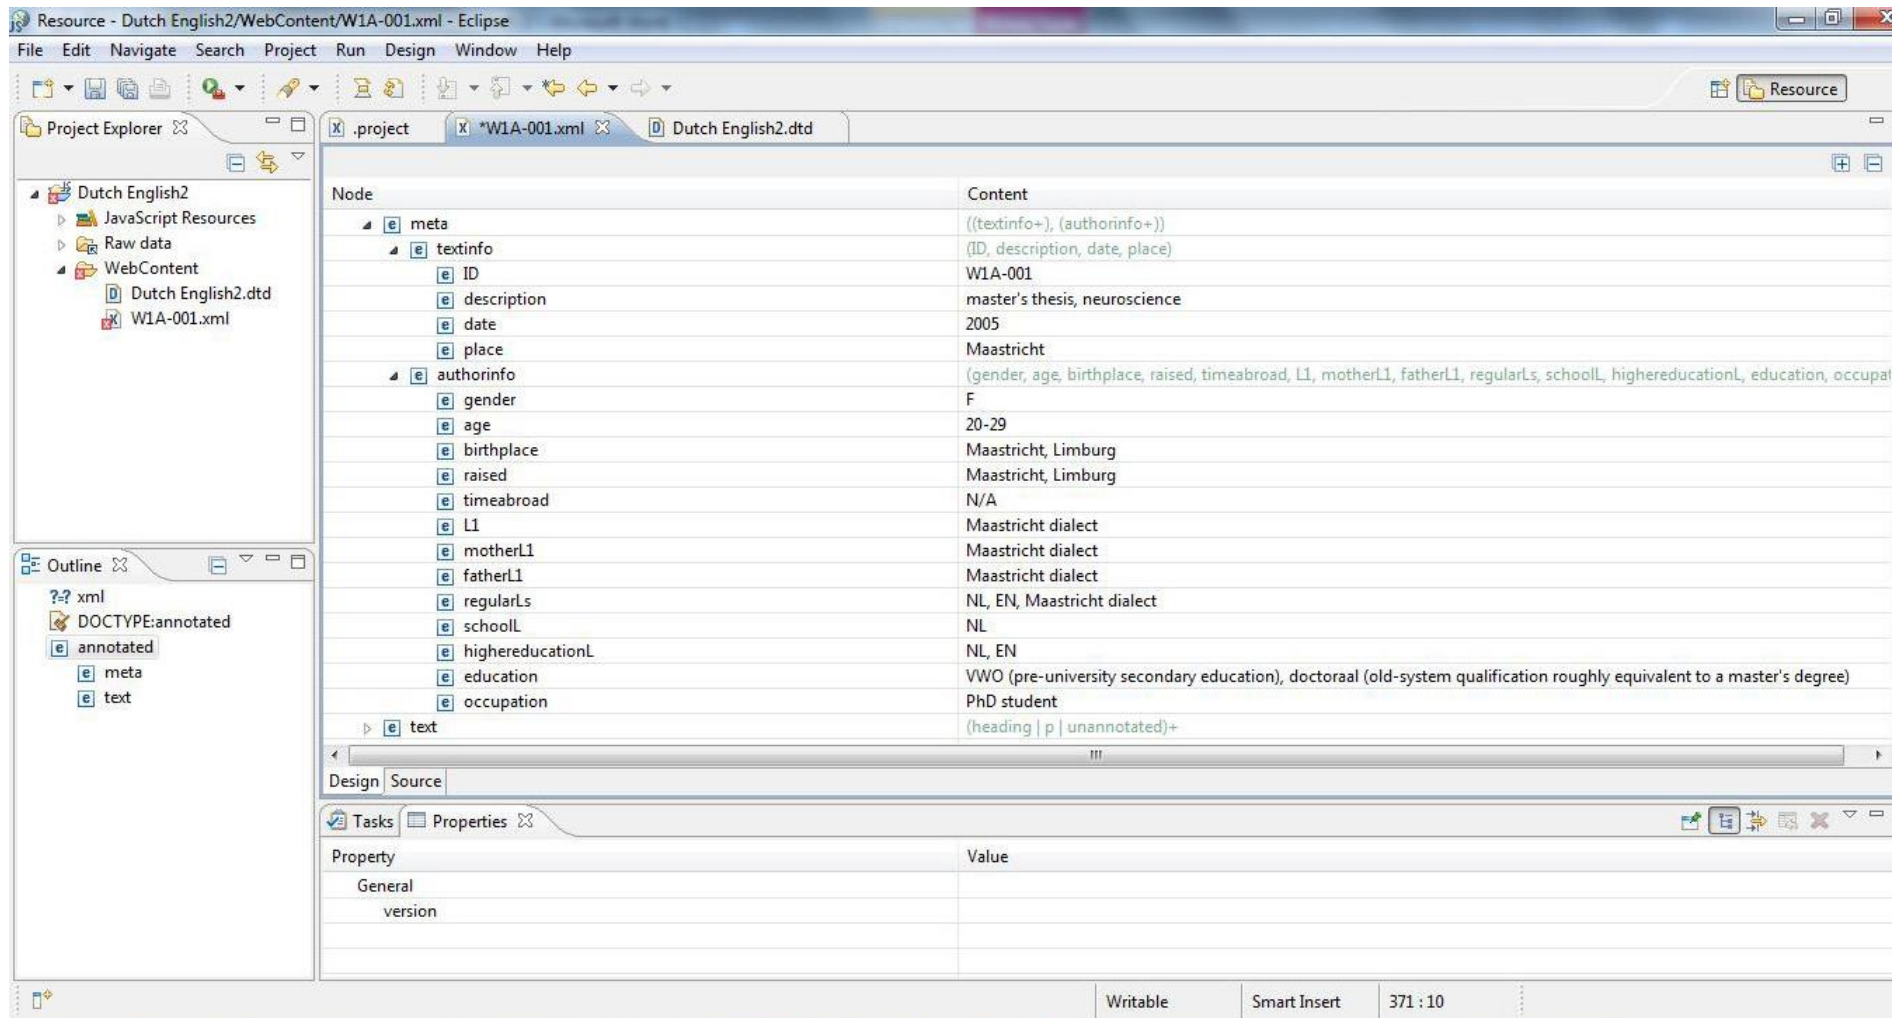 Resource - Dutch English2/WebContent/W1A-001.xml - Eclipse
File Edit Navigate Search Project Run Design Window Help
Resource
Project Explorer
Dutch English2
JavaScript Resources
Raw data
WebContent
Dutch English2.dtd
W1A-001.xml
Outline
?=? xml
DOCTYPE:annotated
annotated
meta
text
.project *W1A-001.xml Dutch English2.dtd
Node Content
meta ((textinfo+), (authorinfo+))
textinfo (ID, description, date, place)
ID W1A-001
description master's thesis, neuroscience
date 2005
place Maastricht
authorinfo (gender, age, birthplace, raised, timeabroad, L1, motherL1, fatherL1, regularLs, schoolL, highereducationL, education, occupat
gender F
age 20-29
birthplace Maastricht, Limburg
raised Maastricht, Limburg
timeabroad N/A
L1 Maastricht dialect
motherL1 Maastricht dialect
fatherL1 Maastricht dialect
regularLs NL, EN, Maastricht dialect
schoolL NL
highereducationL NL, EN
education VWO (pre-university secondary education), doctoraal (old-system qualification roughly equivalent to a master's degree)
occupation PhD student
text (heading | p | unannotated)+
Design Source
Tasks Properties
Property Value
General
version
Writable Smart Insert 371 : 10